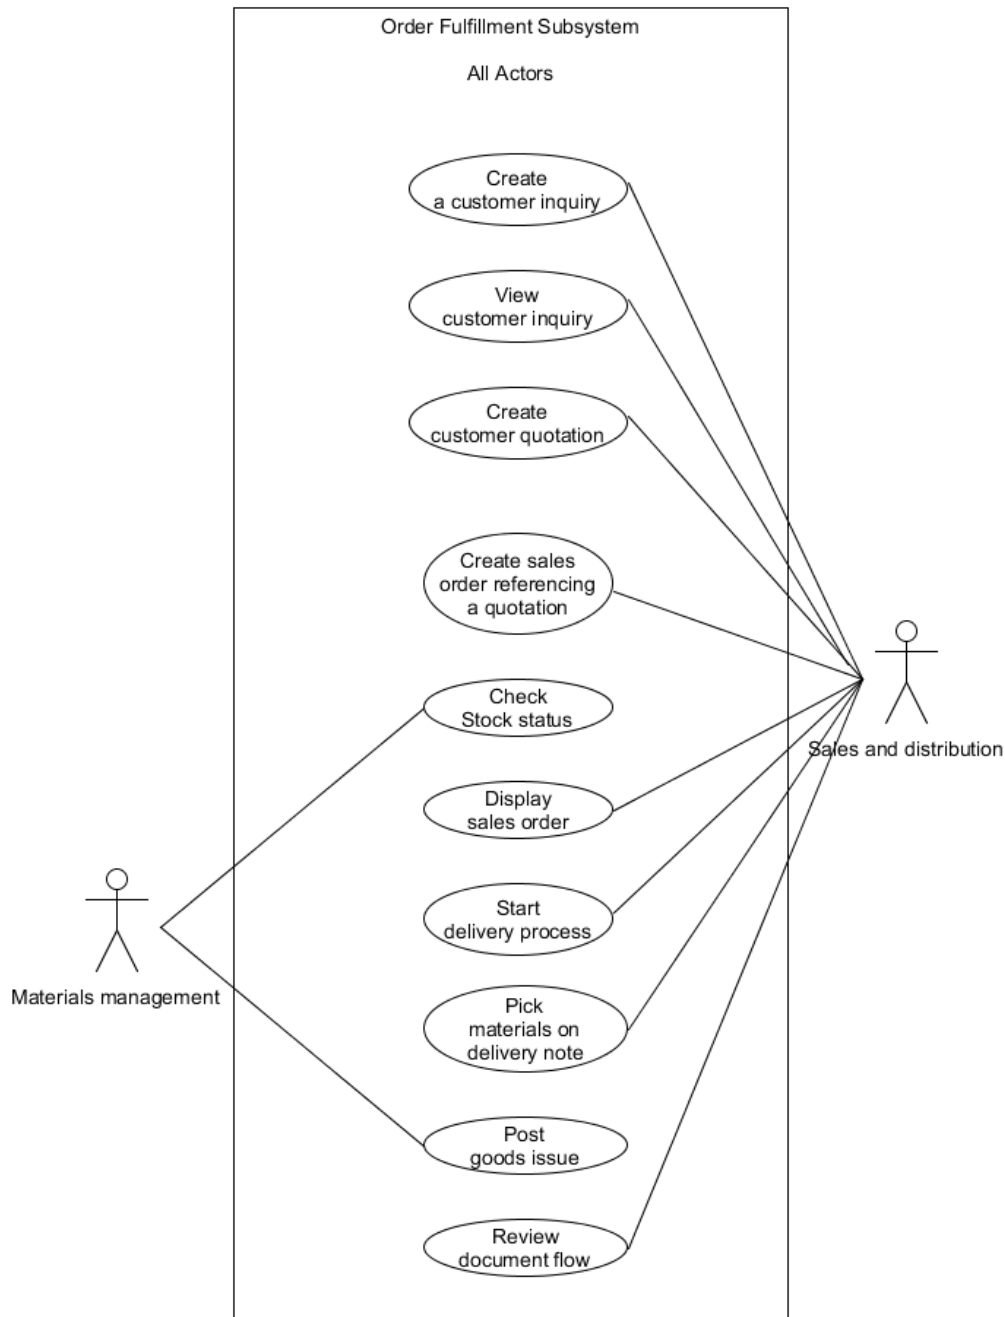 Order Fulfillment Subsystem
All Actors
Create
a customer inquiry
View
customer inquiry
Create
customer quotation
Create sales
order referencing
a quotation
Check
Stock status
Sales and distribution
Display
sales order
Start
delivery process
Materials management
Pick
materials on
delivery note
Post
goods issue
Review
document flow